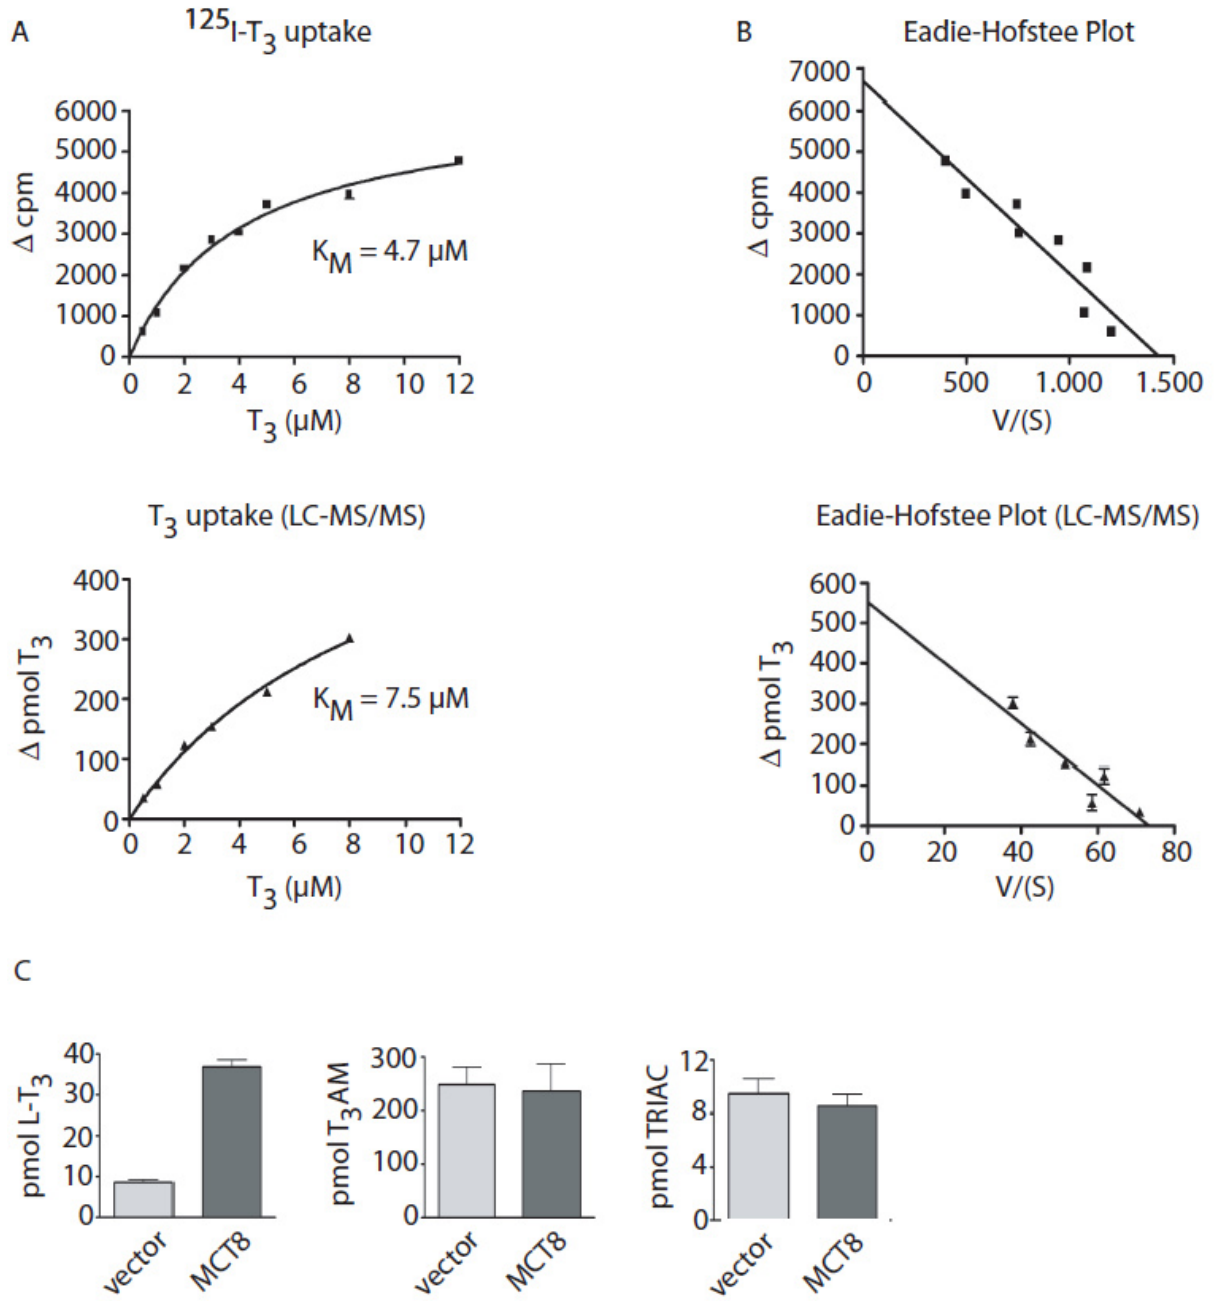 A
¹²⁵I-T₃ uptake
Δ cpm
6000
5000
4000
3000
2000
1000
0
K_M = 4.7 μM
0 2 4 6 8 10 12
T₃ (μM)
B
Eadie-Hofstee Plot
Δ cpm
7000
6000
5000
4000
3000
2000
1000
0
0 500 1.000 1.500
V/(S)
T₃ uptake (LC-MS/MS)
Δ pmol T₃
400
300
200
100
0
K_M = 7.5 μM
0 2 4 6 8 10 12
T₃ (μM)
Eadie-Hofstee Plot (LC-MS/MS)
Δ pmol T₃
600
500
400
300
200
100
0
0 20 40 60 80
V/(S)
C
pmol L-T₃
40
30
20
10
0
vector MCT8
pmol T₃AM
300
200
100
0
vector MCT8
pmol TRIAC
12
8
4
0
vector MCT8